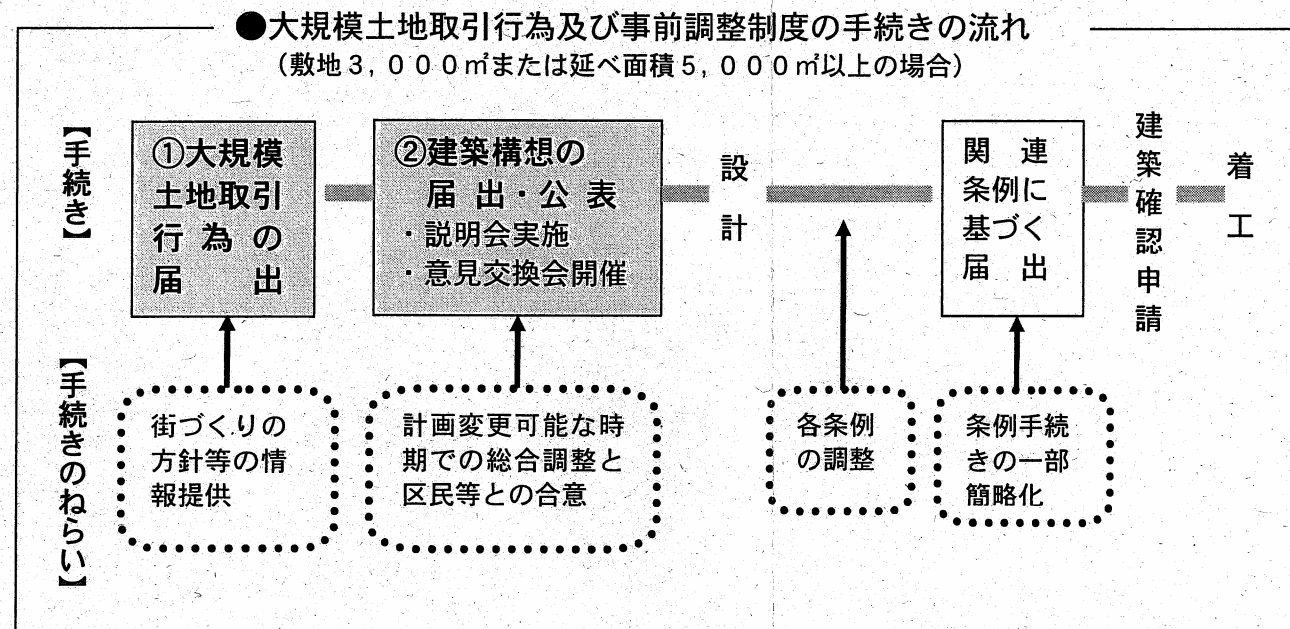 ●大規模土地取引行為及び事前調整制度の手続きの流れ
（敷地３，０００㎡または延べ面積５，０００㎡以上の場合）
【手続き】
①大規模
土地取引
行為の
届出
②建築構想の
届出・公表
・説明会実施
・意見交換会開催
設計
関連
条例に
基づく
届出
建築確認申請
着工
【手続きのねらい】
街づくりの
方針等の情
報提供
計画変更可能な時
期での総合調整と
区民等との合意
各条例
の調整
条例手続
きの一部
簡略化